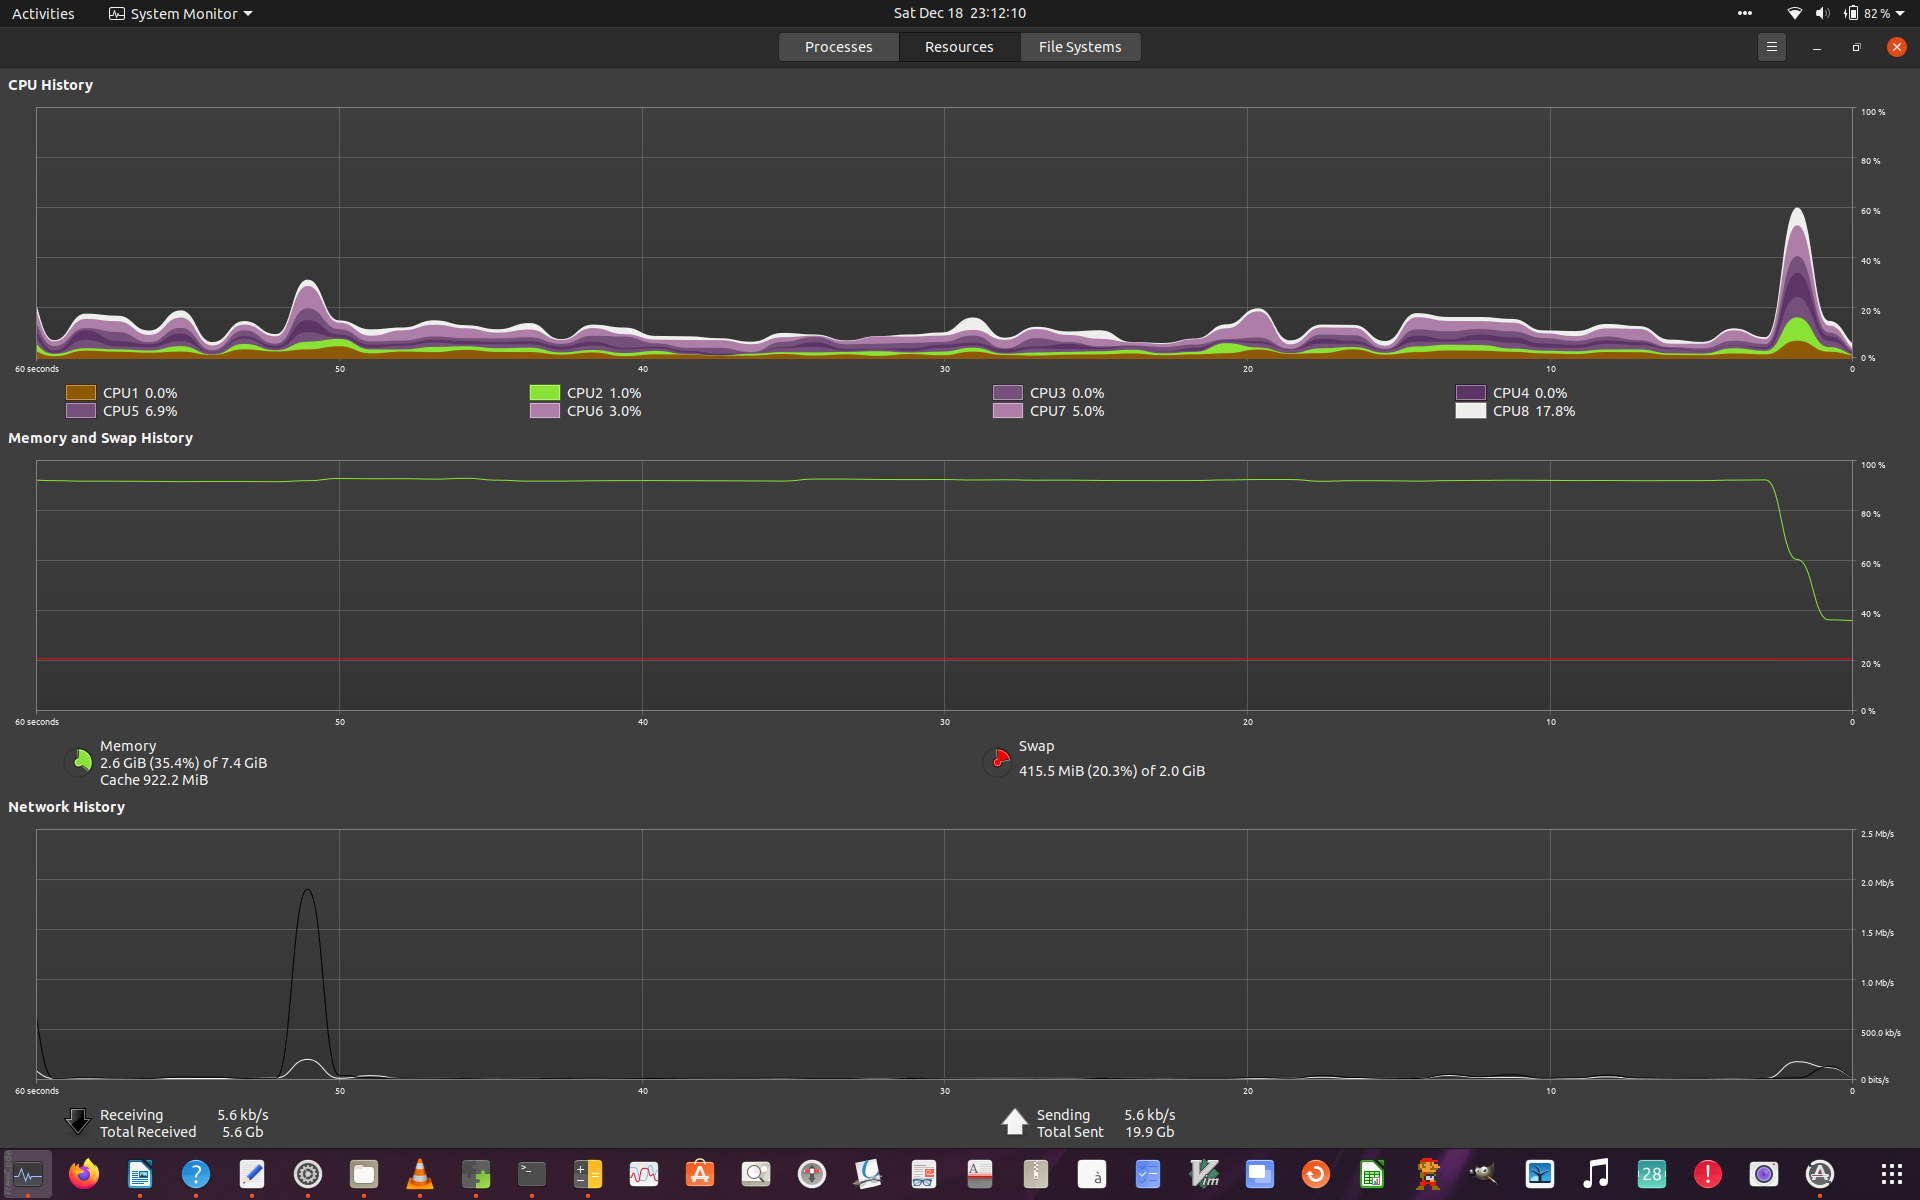 Activities System Monitor Sat Dec 18 23:12:10 82 %
Processes Resources File Systems
CPU History
100 %
80 %
60 %
40 %
20 %
0 %
60 seconds 50 40 30 20 10 0
CPU1 0.0% CPU2 1.0% CPU3 0.0% CPU4 0.0%
CPU5 6.9% CPU6 3.0% CPU7 5.0% CPU8 17.8%
Memory and Swap History
100 %
80 %
60 %
40 %
20 %
0 %
60 seconds 50 40 30 20 10 0
Memory
2.6 GiB (35.4%) of 7.4 GiB
Cache 922.2 MiB
Swap
415.5 MiB (20.3%) of 2.0 GiB
Network History
2.5 Mb/s
2.0 Mb/s
1.5 Mb/s
1.0 Mb/s
500.0 kb/s
0 bits/s
60 seconds 50 40 30 20 10 0
Receiving 5.6 kb/s
Total Received 5.6 Gb
Sending 5.6 kb/s
Total Sent 19.9 Gb
28